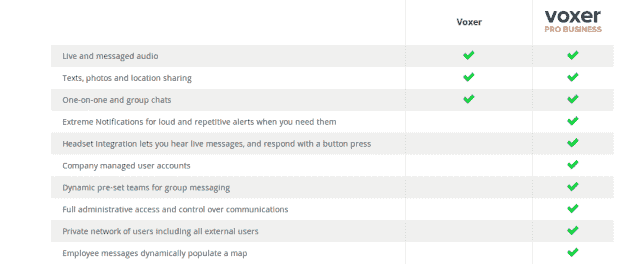 Voxer
voxer
PRO BUSINESS
Live and messaged audio
Texts, photos and location sharing
One-on-one and group chats
Extreme Notifications for loud and repetitive alerts when you need them
Headset Integration lets you hear live messages, and respond with a button press
Company managed user accounts
Dynamic pre-set teams for group messaging
Full administrative access and control over communications
Private network of users including all external users
Employee messages dynamically populate a map